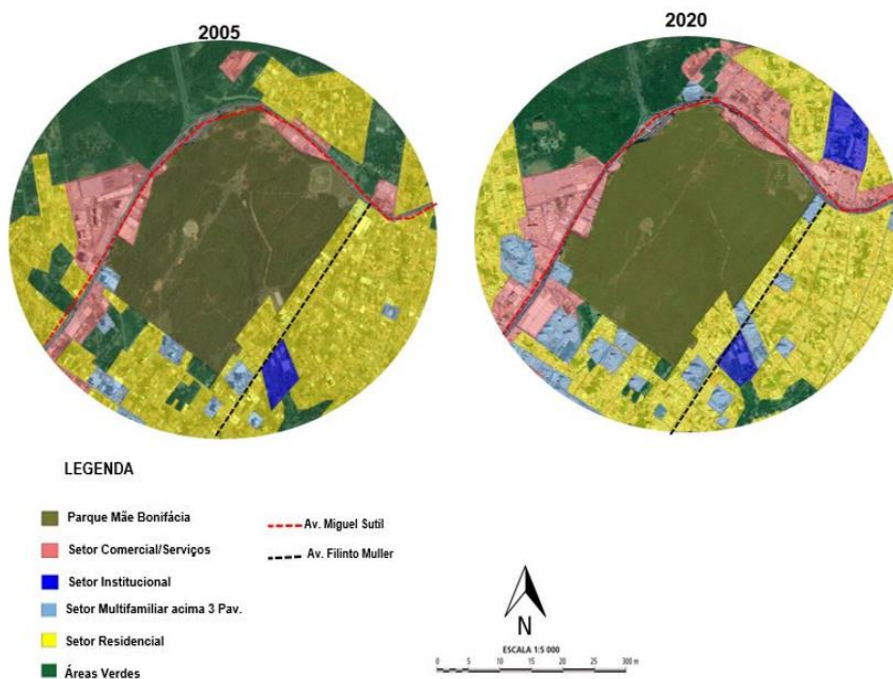 2005
2020
LEGENDA
Parque Mãe Bonifácia
Setor Comercial/Serviços
Setor Institucional
Setor Multifamiliar acima 3 Pav.
Setor Residencial
Áreas Verdes
Av. Miguel Sutil
Av. Filinto Muller
N
ESCALA 1:5 000
0 5 10 15 20 25 300 m